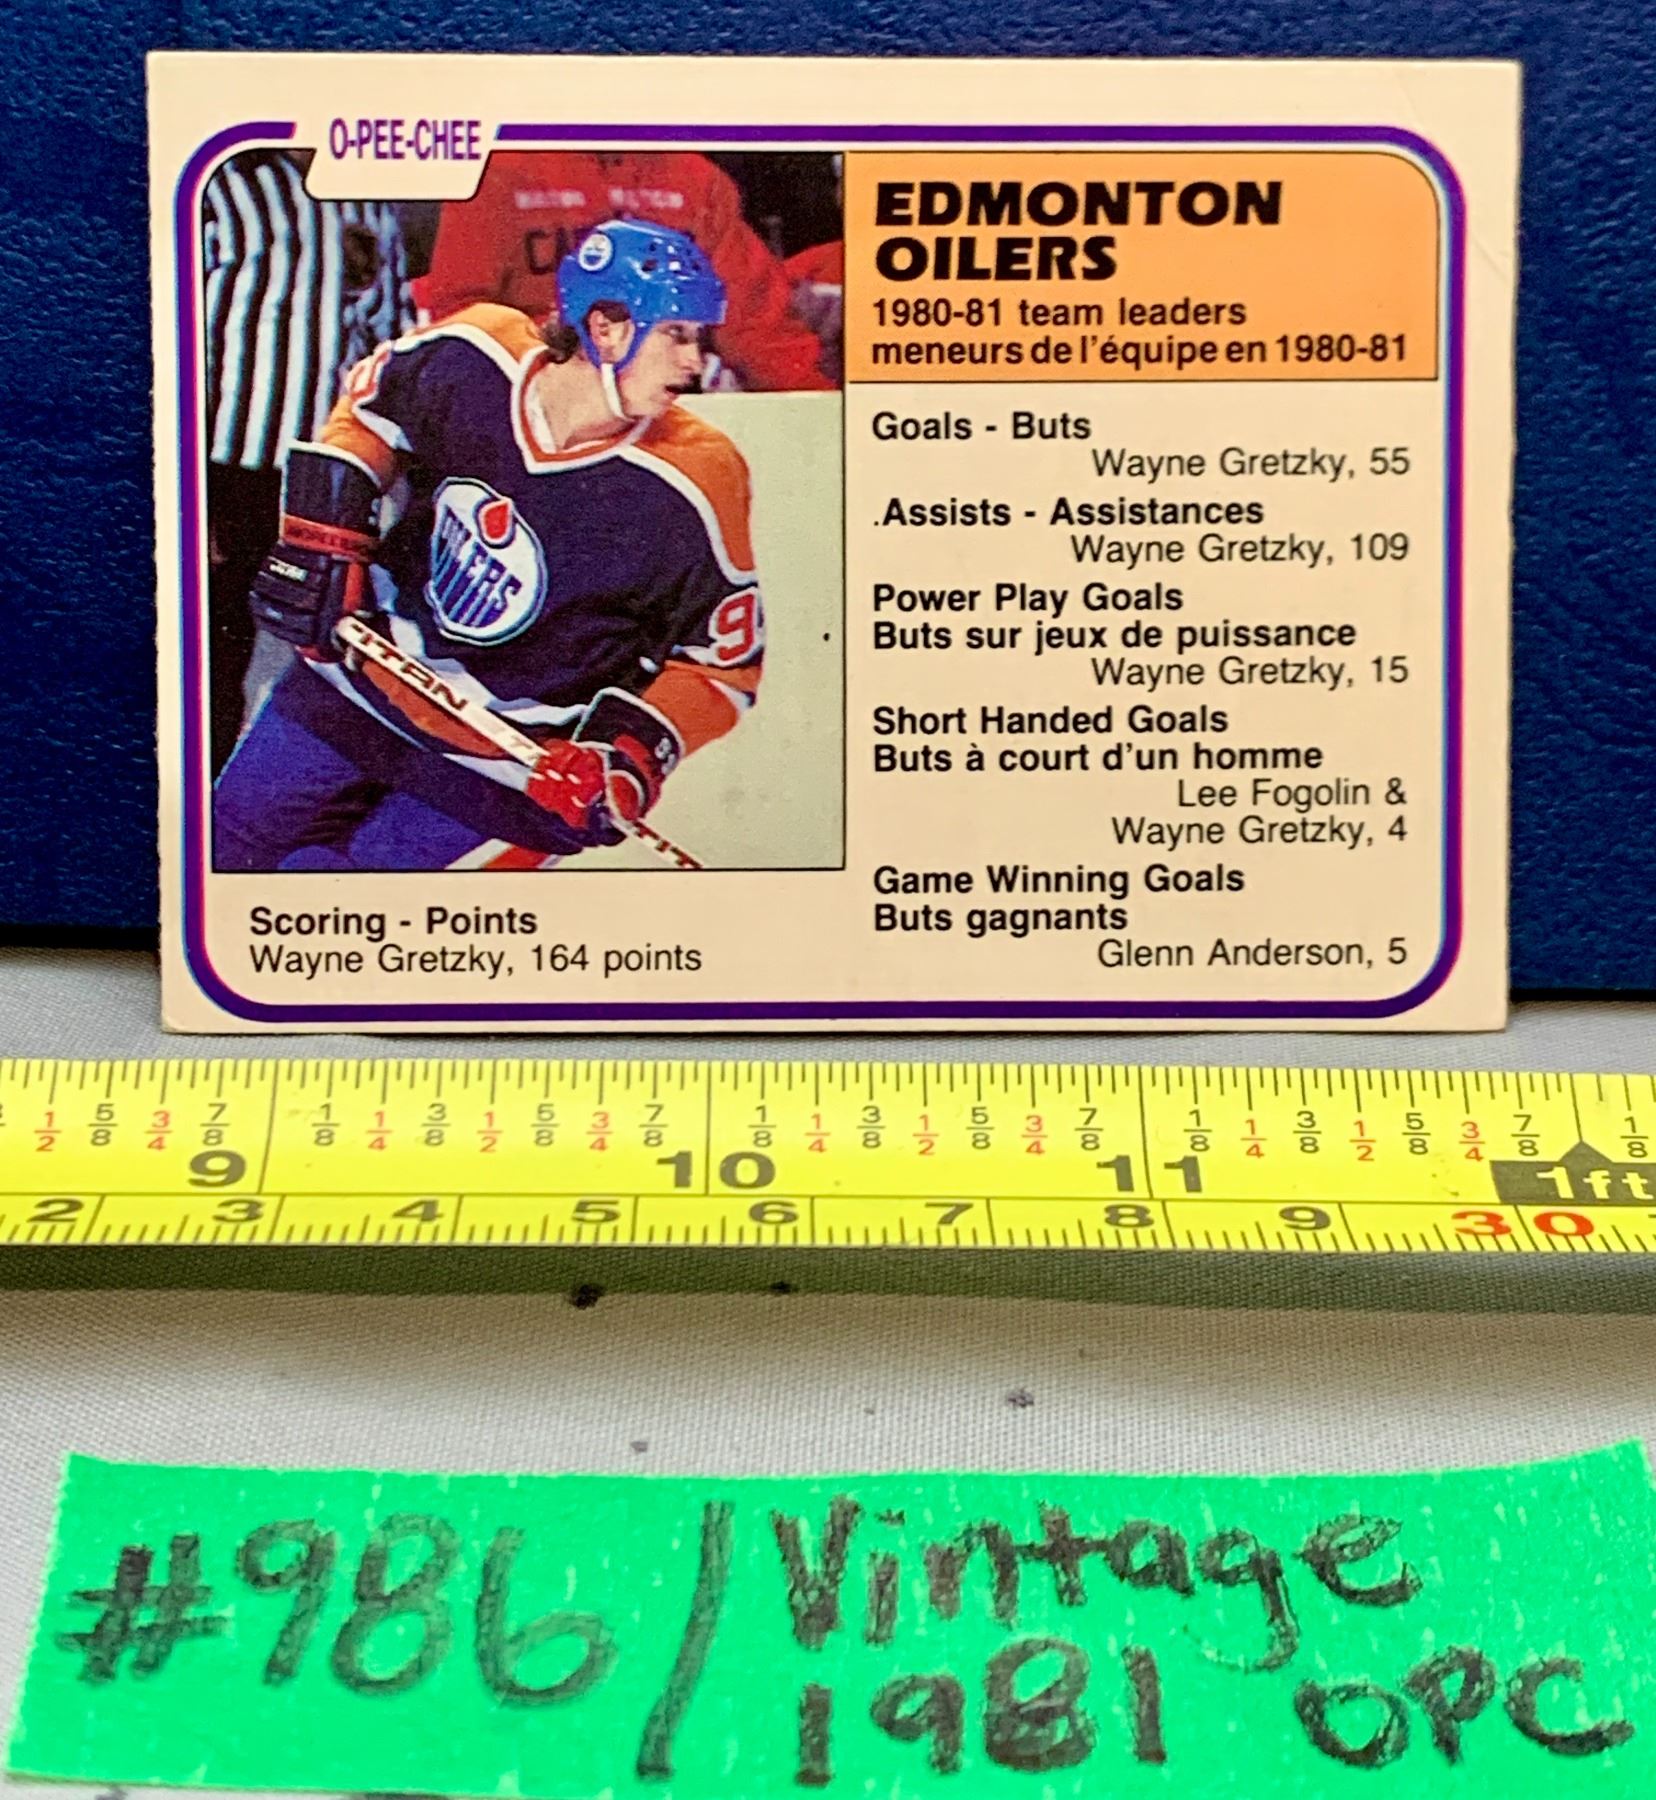 O-PEE-CHEE
EDMONTON
OILERS
1980-81 team leaders
meneurs de l'équipe en 1980-81
Goals - Buts
Wayne Gretzky, 55
.Assists - Assistances
Wayne Gretzky, 109
Power Play Goals
Buts sur jeux de puissance
Wayne Gretzky, 15
Short Handed Goals
Buts à court d'un homme
Lee Fogolin &
Wayne Gretzky, 4
Game Winning Goals
Buts gagnants
Glenn Anderson, 5
OILERS
9
TITAN
Scoring - Points
Wayne Gretzky, 164 points
1/2 5/8 3/4 7/8 1/8 1/4 3/8 1/2 5/8 3/4 7/8 1/8 1/4 3/8 1/2 5/8 3/4 7/8 1/8 1/4 3/8 1/2 5/8 3/4 7/8 1/8
9 10 11 1ft
2 3 4 5 6 7 8 9 30
#986 / Vintage
1981 OPC